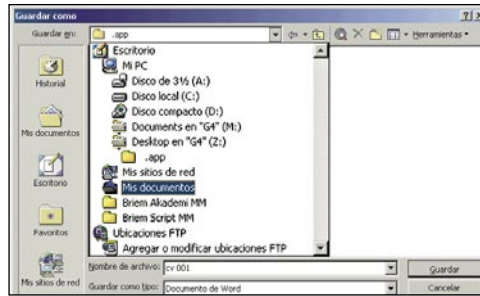 Guardar como
Guardar en:
.app
Herramientas
Historial
Mis documentos
Escritorio
Favoritos
Mis sitios de red
Escritorio
Mi PC
Disco de 3½ (A:)
Disco local (C:)
Disco compacto (D:)
Documents en "G4" (M:)
Desktop en "G4" (Z:)
.app
Mis sitios de red
Mis documentos
Briem Akademi MM
Briem Script MM
Ubicaciones FTP
Agregar o modificar ubicaciones FTP
Nombre de archivo:
cv 001
Guardar
Guardar como tipo:
Documento de Word
Cancelar